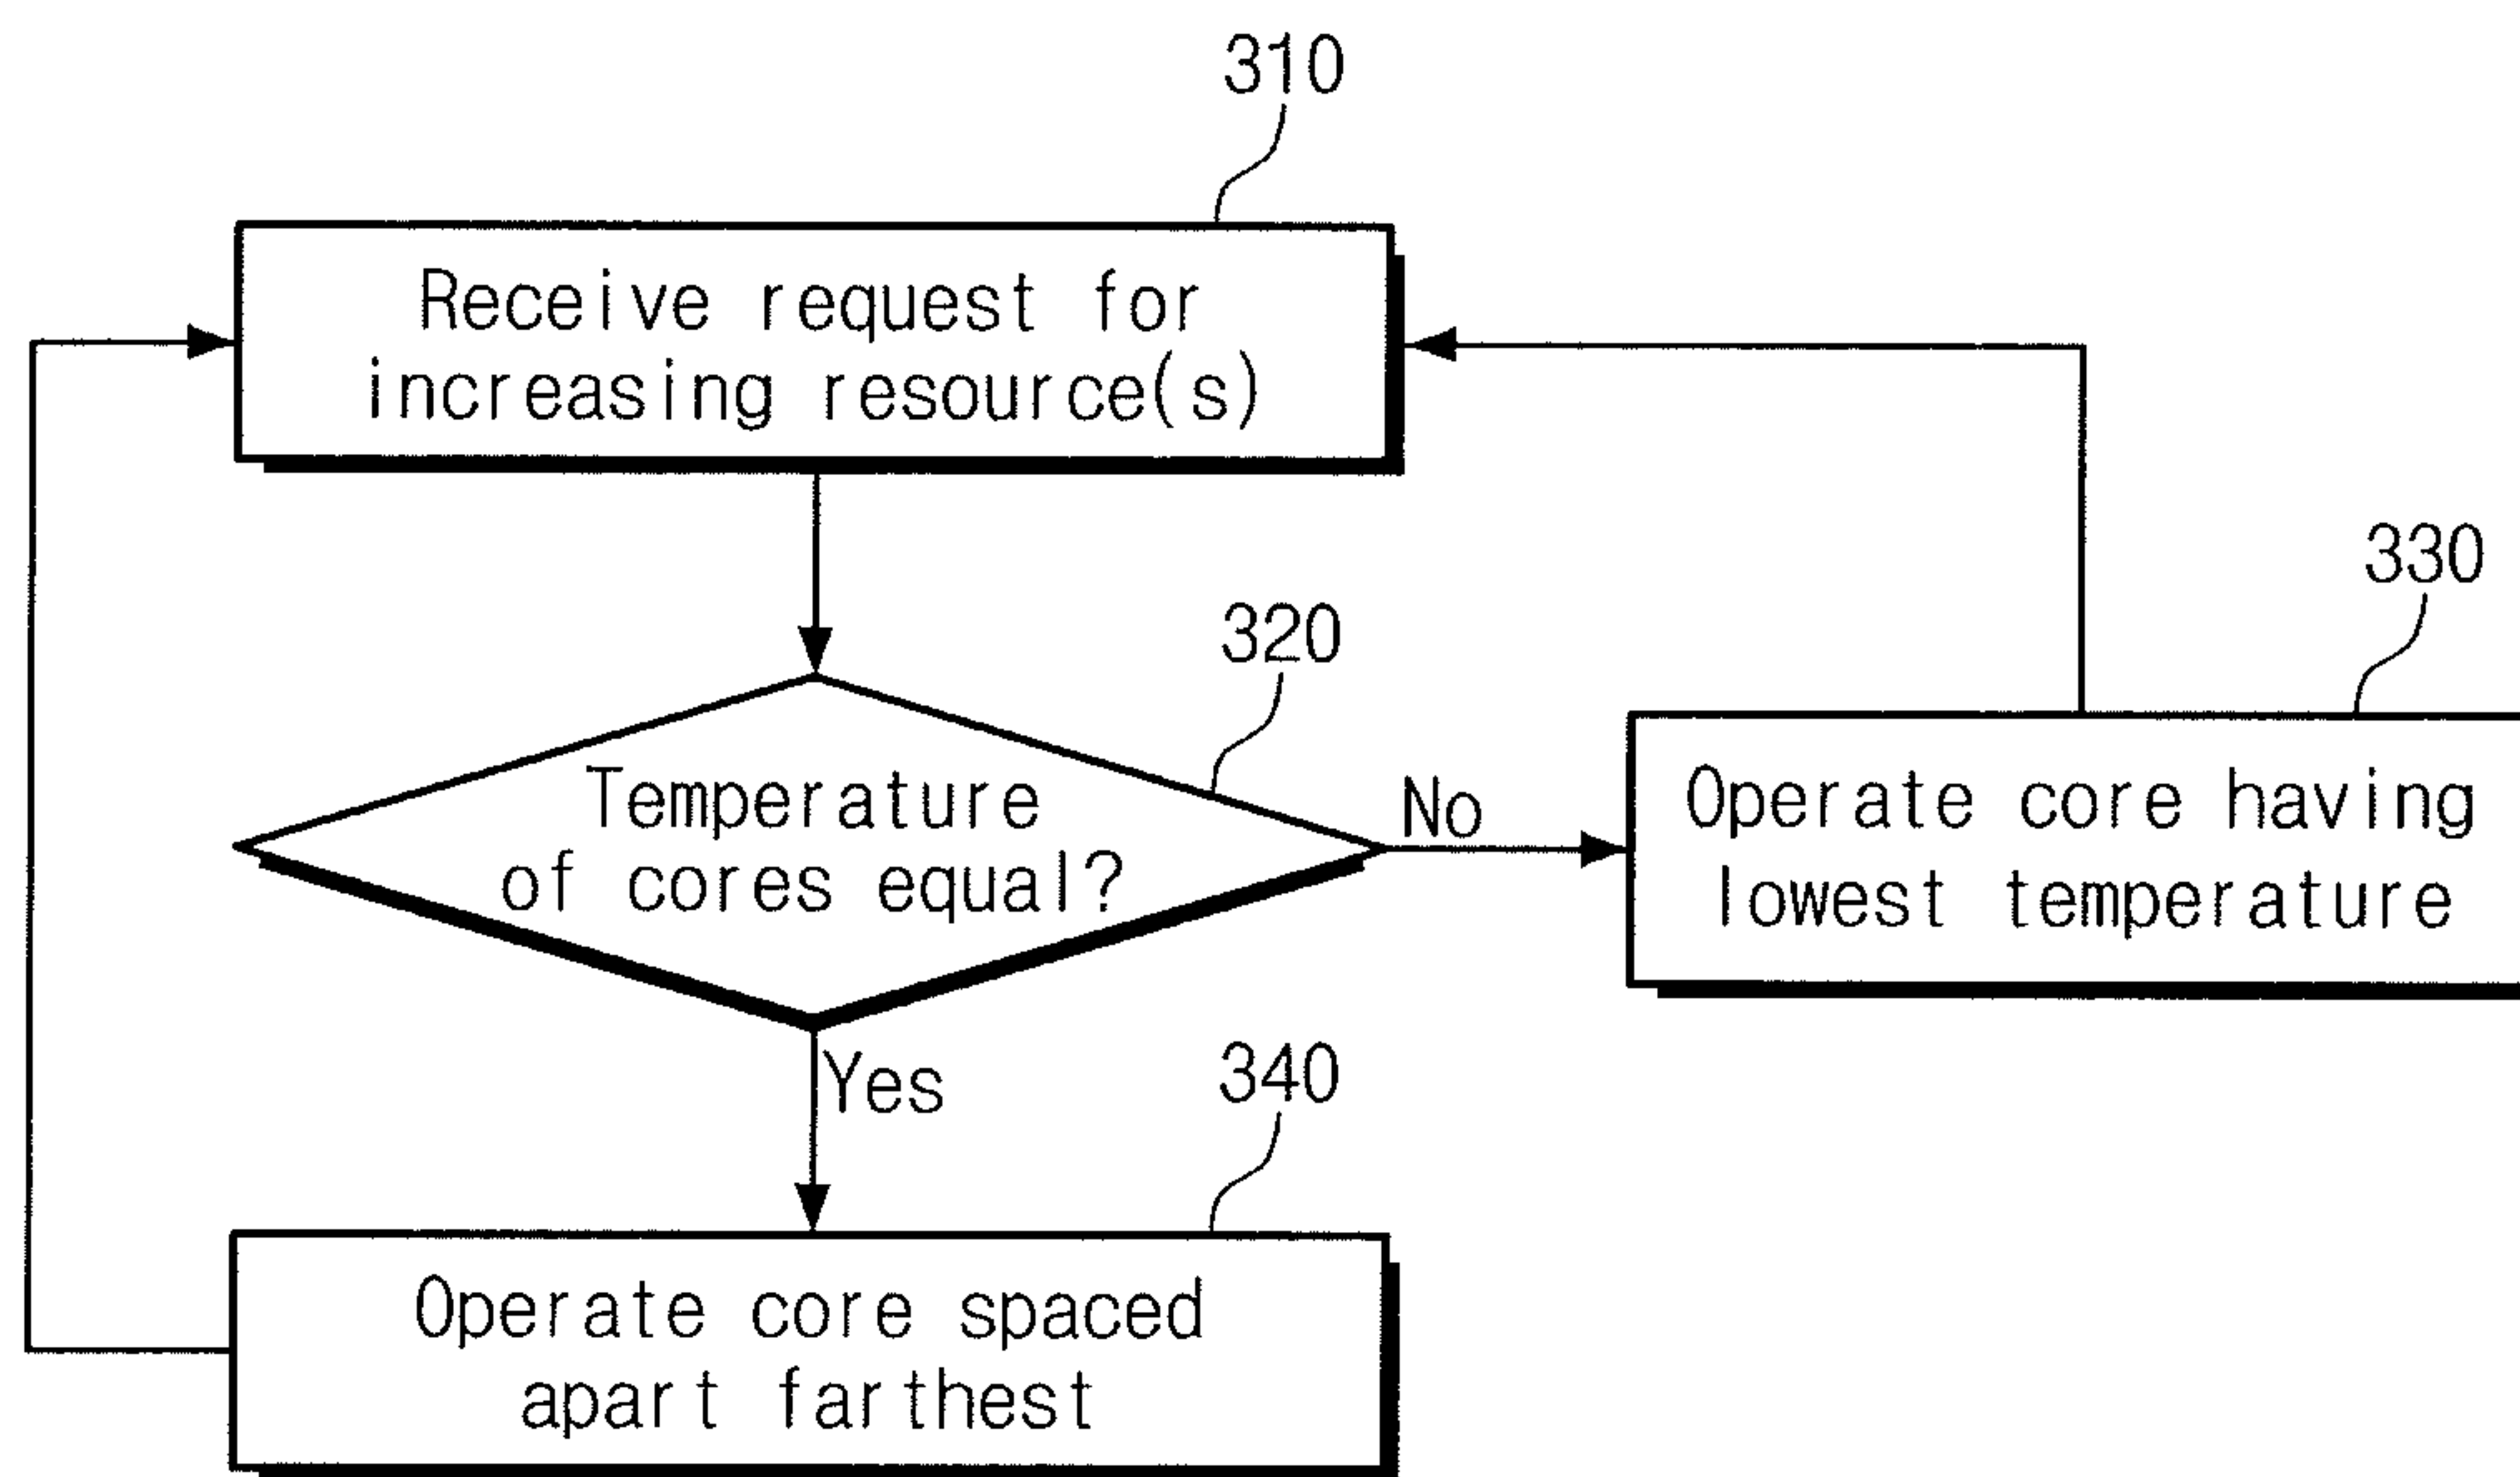 310
Receive request for
increasing resource(s)
320
Temperature
of cores equal?
No
330
Operate core having
lowest temperature
Yes
340
Operate core spaced
apart farthest